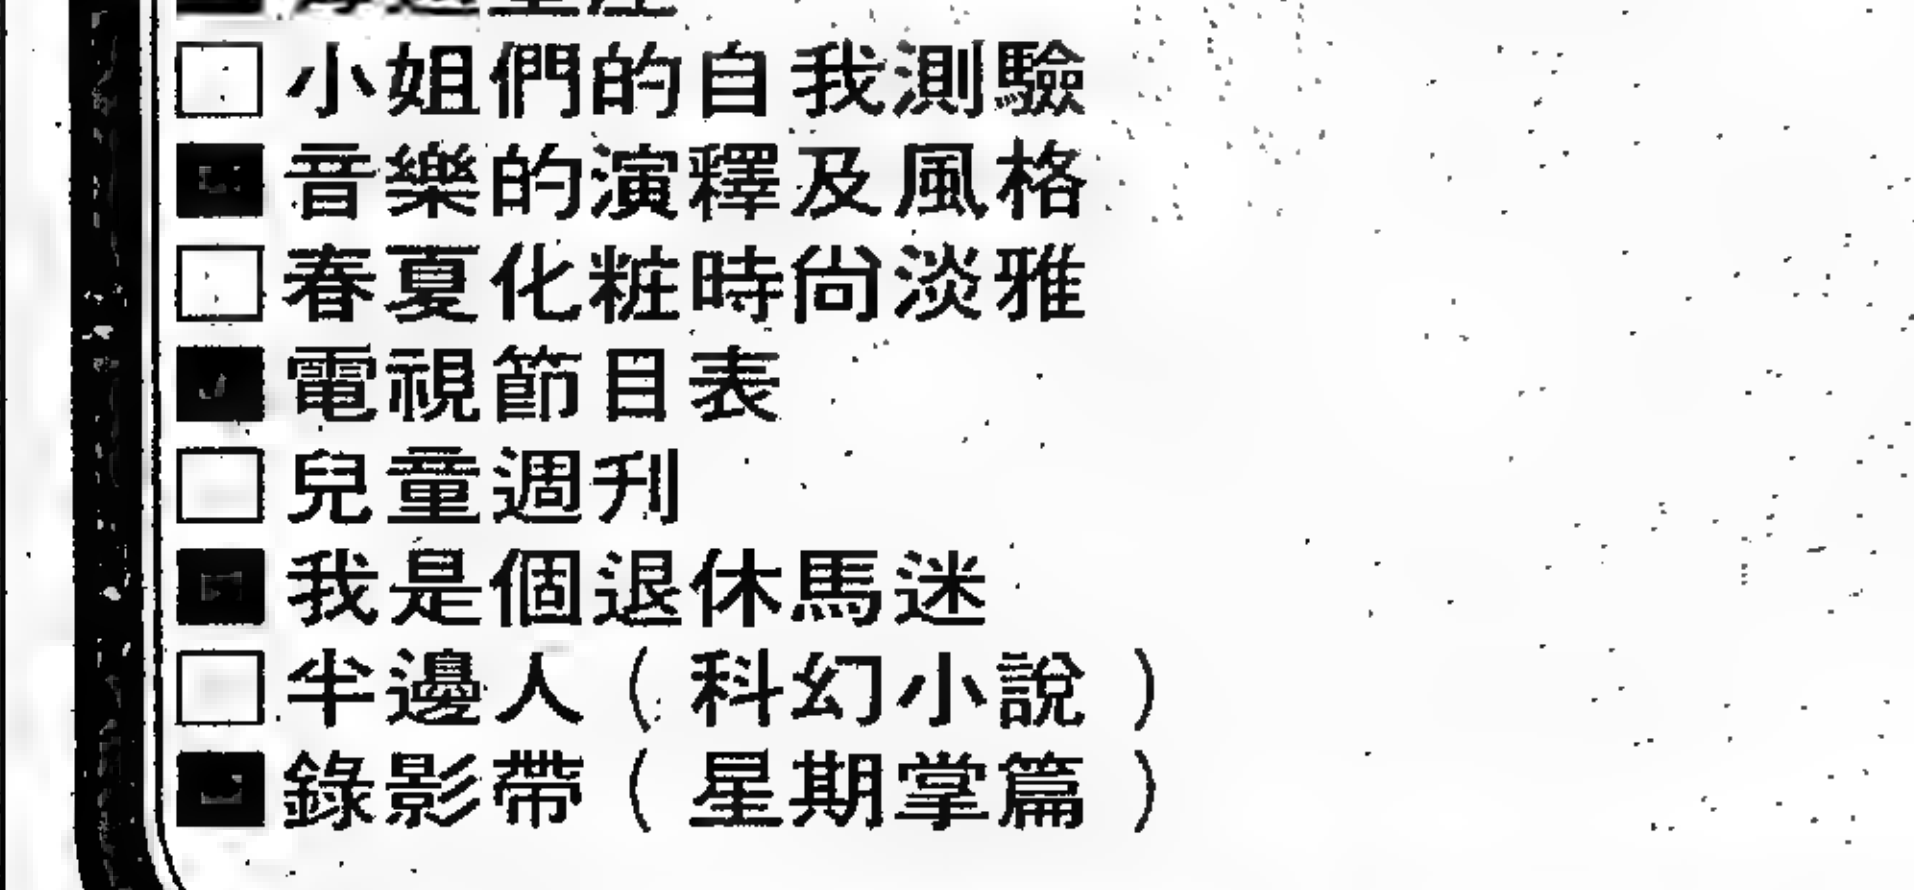 □小姐們的自我測驗
■音樂的演釋及風格
□春夏化粧時尚淡雅
■電視節目表
□兒童週刋
■我是個退休馬迷
□半邊人（科幻小說）
■錄影帶（星期掌篇）